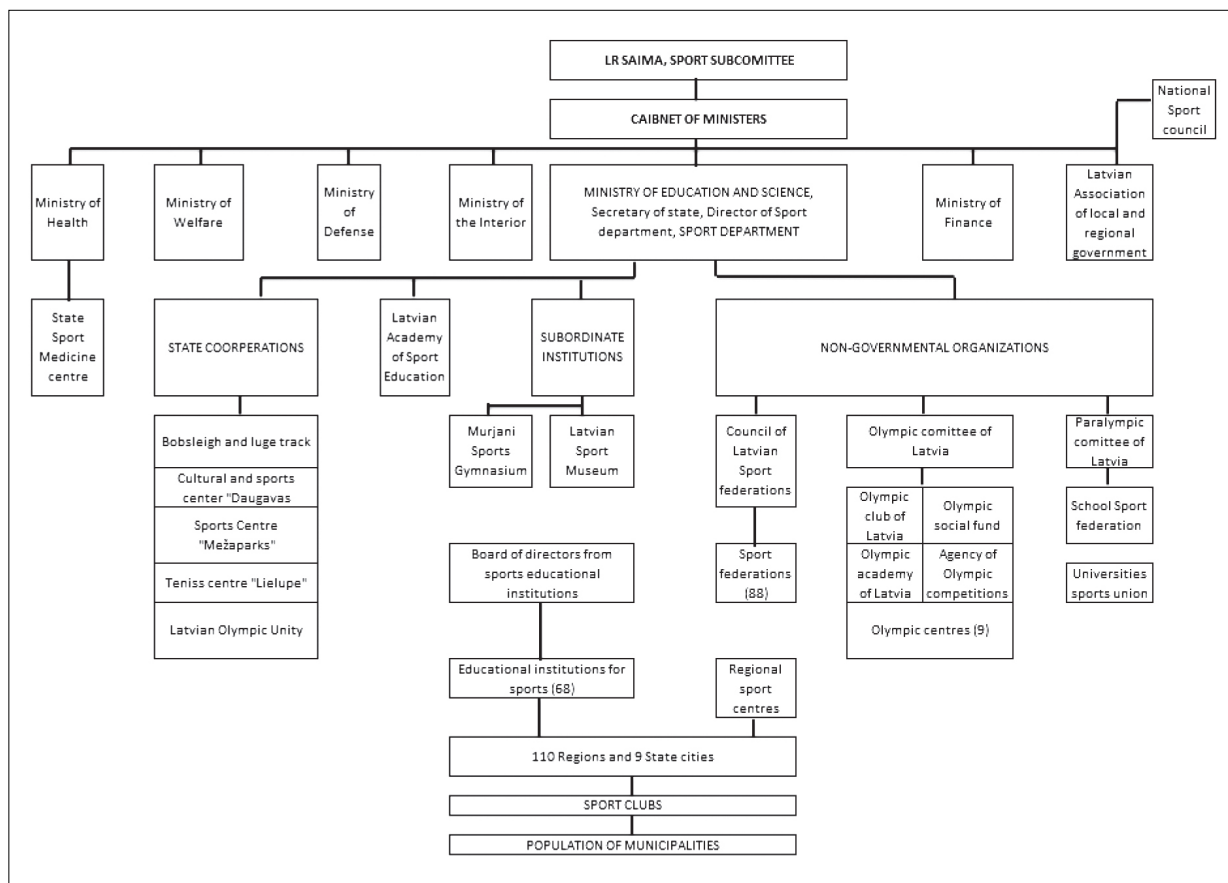 LR SAIMA, SPORT SUBCOMITTEE
National
Sport
council
CAIBNET OF MINISTERS
Ministry of
Health
Ministry of
Welfare
Ministry
of
Defense
Ministry of
the Interior
MINISTRY OF EDUCATION AND SCIENCE,
Secretary of state, Director of Sport
department, SPORT DEPARTMENT
Ministry of
Finance
Latvian
Association
of local and
regional
government
State
Sport
Medicine
centre
STATE COORPERATIONS
Latvian
Academy
of Sport
Education
SUBORDINATE
INSTITUTIONS
NON-GOVERNMENTAL ORGANIZATIONS
Bobsleigh and luge track
Cultural and sports
center "Daugavas
Sports Centre
"Mežaparks"
Teniss centre "Lielupe"
Latvian Olympic Unity
Murjani
Sports
Gymnasium
Latvian
Sport
Museum
Council of
Latvian
Sport
federations
Olympic comittee of
Latvia
Paralympic
comittee of
Latvia
Olympic
club of
Latvia
Olympic
social fund
School Sport
federation
Board of directors from
sports educational
institutions
Sport
federations
(88)
Olympic
academy
of Latvia
Agency of
Olympic
competitions
Universities
sports union
Olympic centres (9)
Educational institutions for
sports (68)
Regional
sport
centres
110 Regions and 9 State cities
SPORT CLUBS
POPULATION OF MUNICIPALITIES